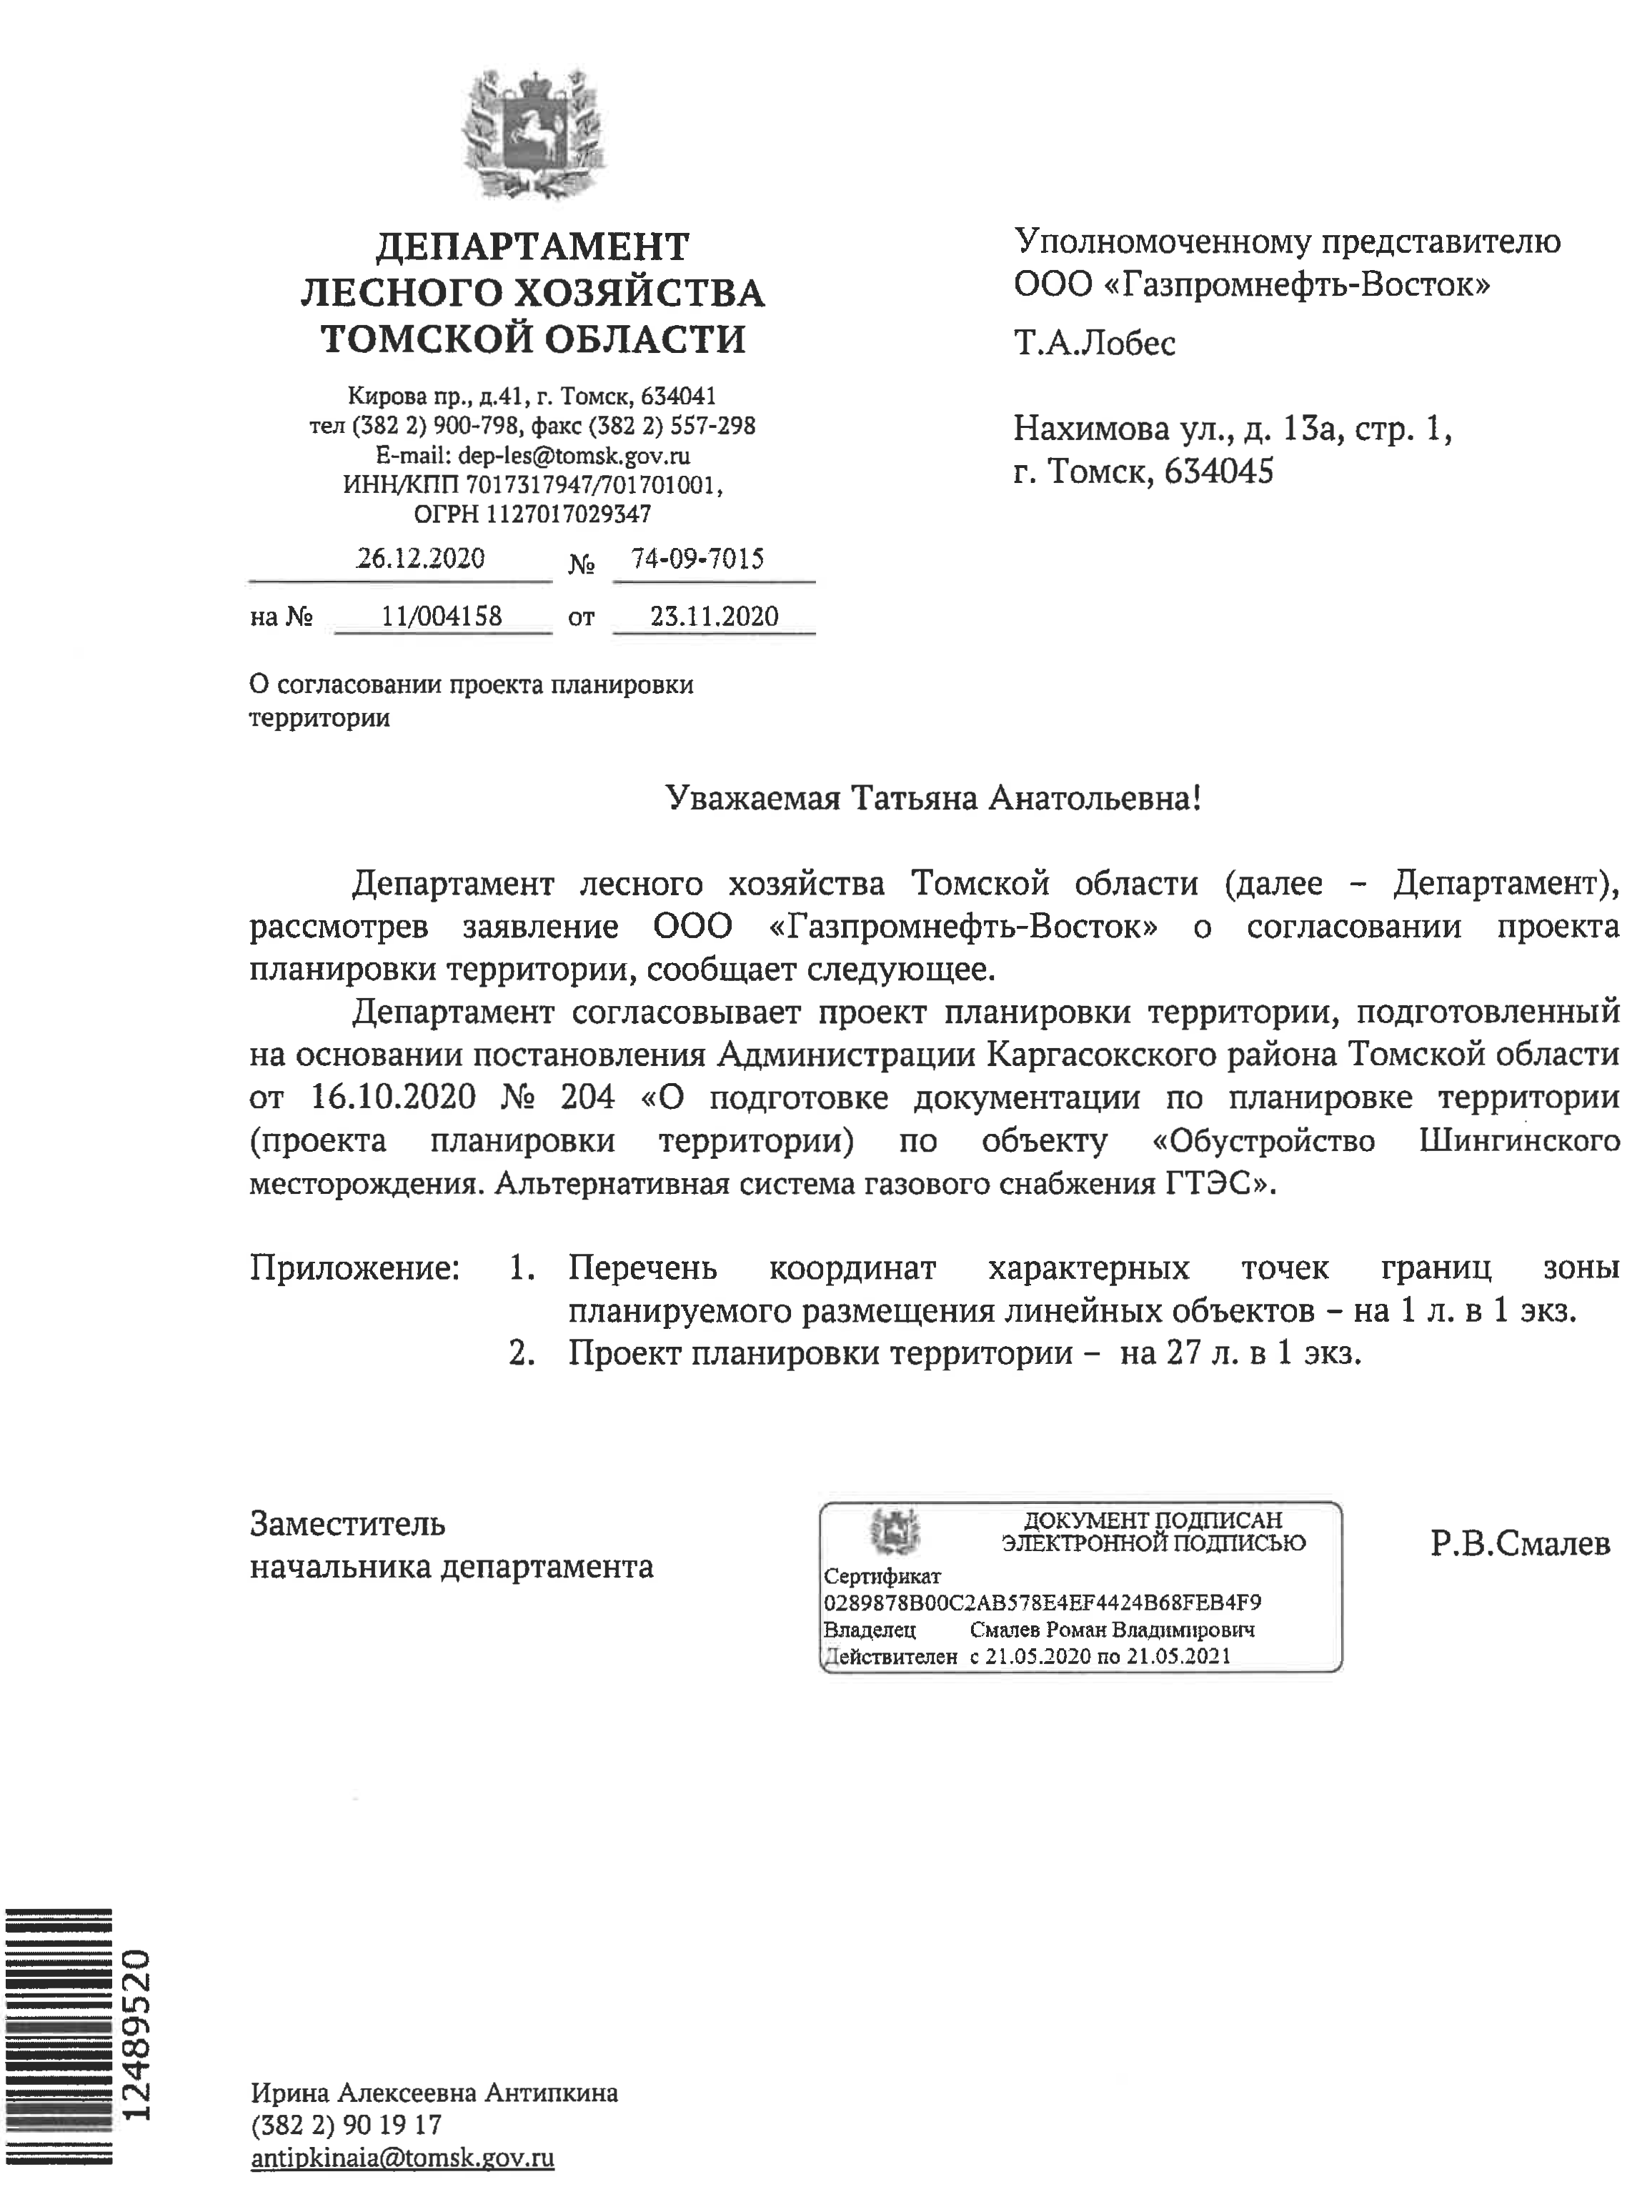 ДЕПАРТАМЕНТ
ЛЕСНОГО ХОЗЯЙСТВА
ТОМСКОЙ ОБЛАСТИ
Кирова пр., д.41, г. Томск, 634041
тел (382 2) 900-798, факс (382 2) 557-298
E-mail: dep-les@tomsk.gov.ru
ИНН/КПП 7017317947/701701001,
ОГРН 1127017029347
26.12.2020 № 74-09-7015
на № 11/004158 от 23.11.2020
О согласовании проекта планировки
территории
Уполномоченному представителю
ООО «Газпромнефть-Восток»
Т.А.Лобес
Нахимова ул., д. 13а, стр. 1,
г. Томск, 634045
Уважаемая Татьяна Анатольевна!
Департамент лесного хозяйства Томской области (далее – Департамент),
рассмотрев заявление ООО «Газпромнефть-Восток» о согласовании проекта
планировки территории, сообщает следующее.
Департамент согласовывает проект планировки территории, подготовленный
на основании постановления Администрации Каргасокского района Томской области
от 16.10.2020 № 204 «О подготовке документации по планировке территории
(проекта планировки территории) по объекту «Обустройство Шингинского
месторождения. Альтернативная система газового снабжения ГТЭС».
Приложение: 1. Перечень координат характерных точек границ зоны
планируемого размещения линейных объектов – на 1 л. в 1 экз.
2. Проект планировки территории – на 27 л. в 1 экз.
Заместитель
начальника департамента
ДОКУМЕНТ ПОДПИСАН
ЭЛЕКТРОННОЙ ПОДПИСЬЮ
Сертификат
0289878B00C2AB578E4EF4424B68FEB4F9
Владелец Смалев Роман Владимирович
Действителен с 21.05.2020 по 21.05.2021
Р.В.Смалев
12489520
Ирина Алексеевна Антипкина
(382 2) 90 19 17
antipkinaia@tomsk.gov.ru